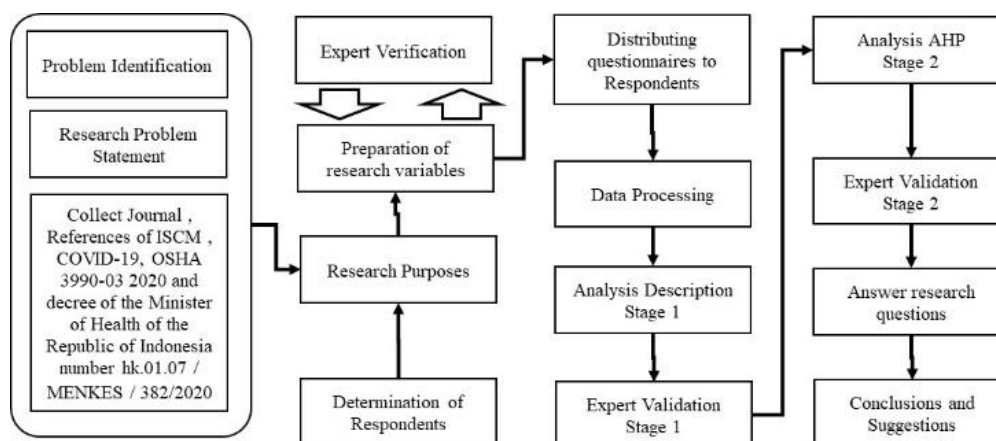 Problem Identification
Research Problem
Statement
Collect Journal ,
References of ISCM ,
COVID-19, OSHA
3990-03 2020 and
decree of the Minister
of Health of the
Republic of Indonesia
number hk.01.07 /
MENKES / 382/2020
Expert Verification
Preparation of
research variables
Research Purposes
Determination of
Respondents
Distributing
questionnaires to
Respondents
Data Processing
Analysis Description
Stage 1
Expert Validation
Stage 1
Analysis AHP
Stage 2
Expert Validation
Stage 2
Answer research
questions
Conclusions and
Suggestions